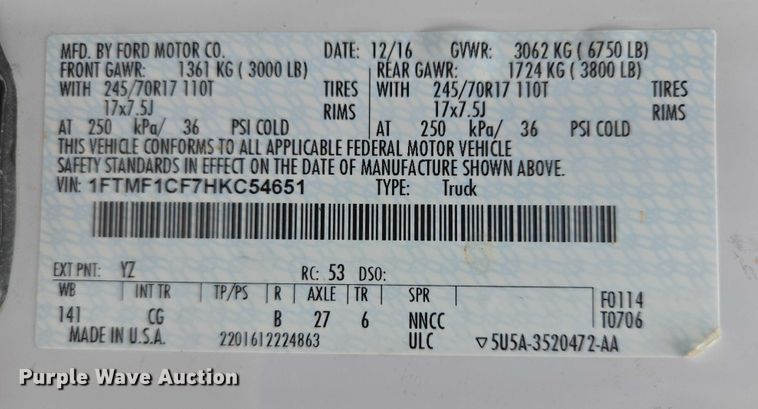 MFD. BY FORD MOTOR CO. DATE: 12/16 GVWR: 3062 KG ( 6750 LB)
FRONT GAWR: 1361 KG ( 3000 LB) REAR GAWR: 1724 KG ( 3800 LB)
WITH 245/70R17 110T TIRES WITH 245/70R17 110T TIRES
17x7.5J RIMS 17x7.5J RIMS
AT 250 kPa/ 36 PSI COLD AT 250 kPa/ 36 PSI COLD
THIS VEHICLE CONFORMS TO ALL APPLICABLE FEDERAL MOTOR VEHICLE
SAFETY STANDARDS IN EFFECT ON THE DATE OF MANUFACTURE SHOWN ABOVE.
VIN: 1FTMF1CF7HKC54651 TYPE: Truck
EXT PNT: YZ RC: 53 DSO:
WB INT TR TP/PS R AXLE TR SPR F0114
141 CG B 27 6 NNCC T0706
MADE IN U.S.A. 2201612224863 ULC ▽5U5A-3520472-AA
Purple Wave Auction